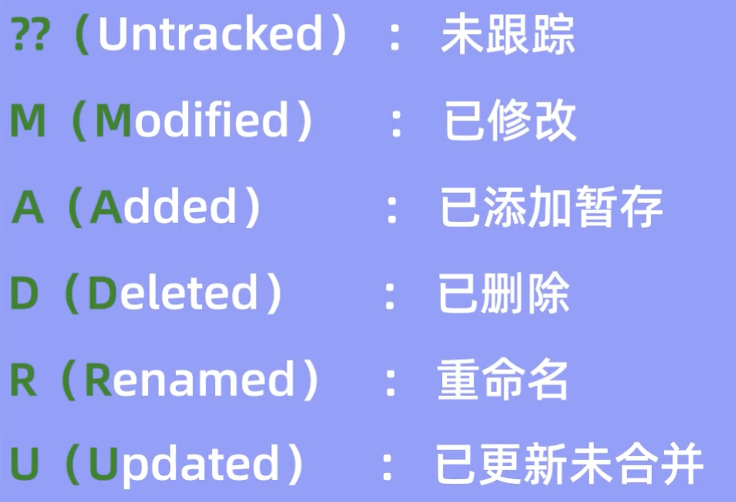 ??（Untracked）： 未跟踪
M（Modified）： 已修改
A（Added）： 已添加暂存
D（Deleted）： 已删除
R（Renamed）： 重命名
U（Updated）： 已更新未合并